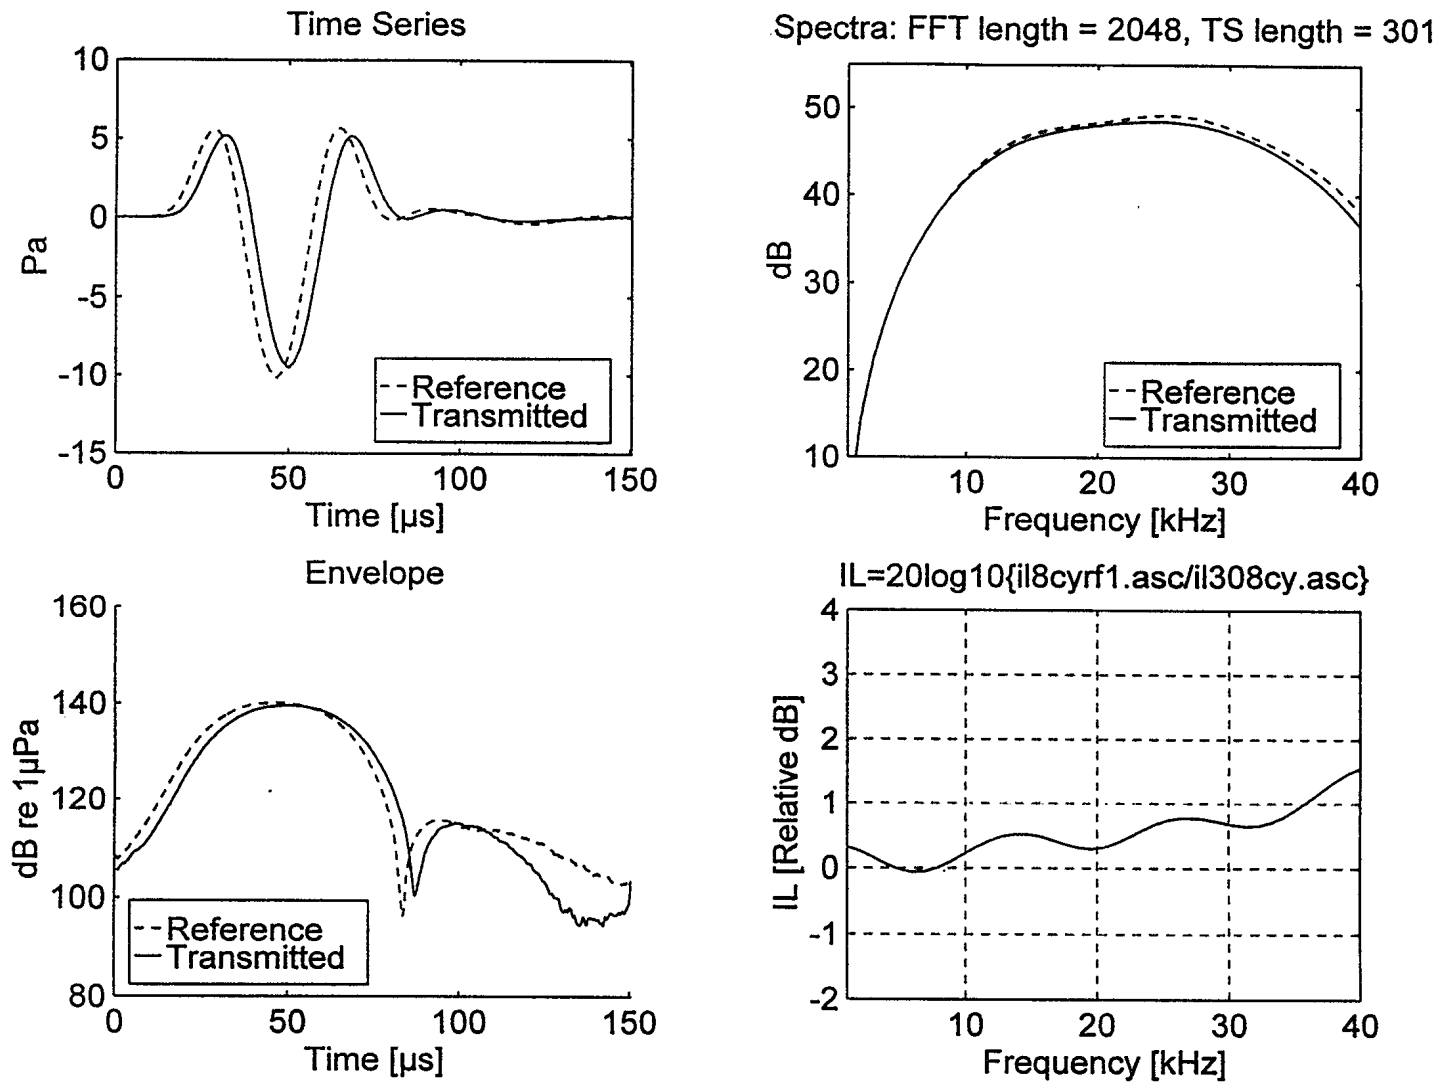 Time Series
10
5
0
-5
-10
-15
Pa
Reference
Transmitted
0
50
100
150
Time [µs]
Spectra: FFT length = 2048, TS length = 301
50
40
30
20
10
dB
Reference
Transmitted
10
20
30
40
Frequency [kHz]
Envelope
160
140
120
100
80
dB re 1µPa
Reference
Transmitted
0
50
100
150
Time [µs]
IL=20log10{il8cyrf1.asc/il308cy.asc}
4
3
2
1
0
-1
-2
IL [Relative dB]
10
20
30
40
Frequency [kHz]